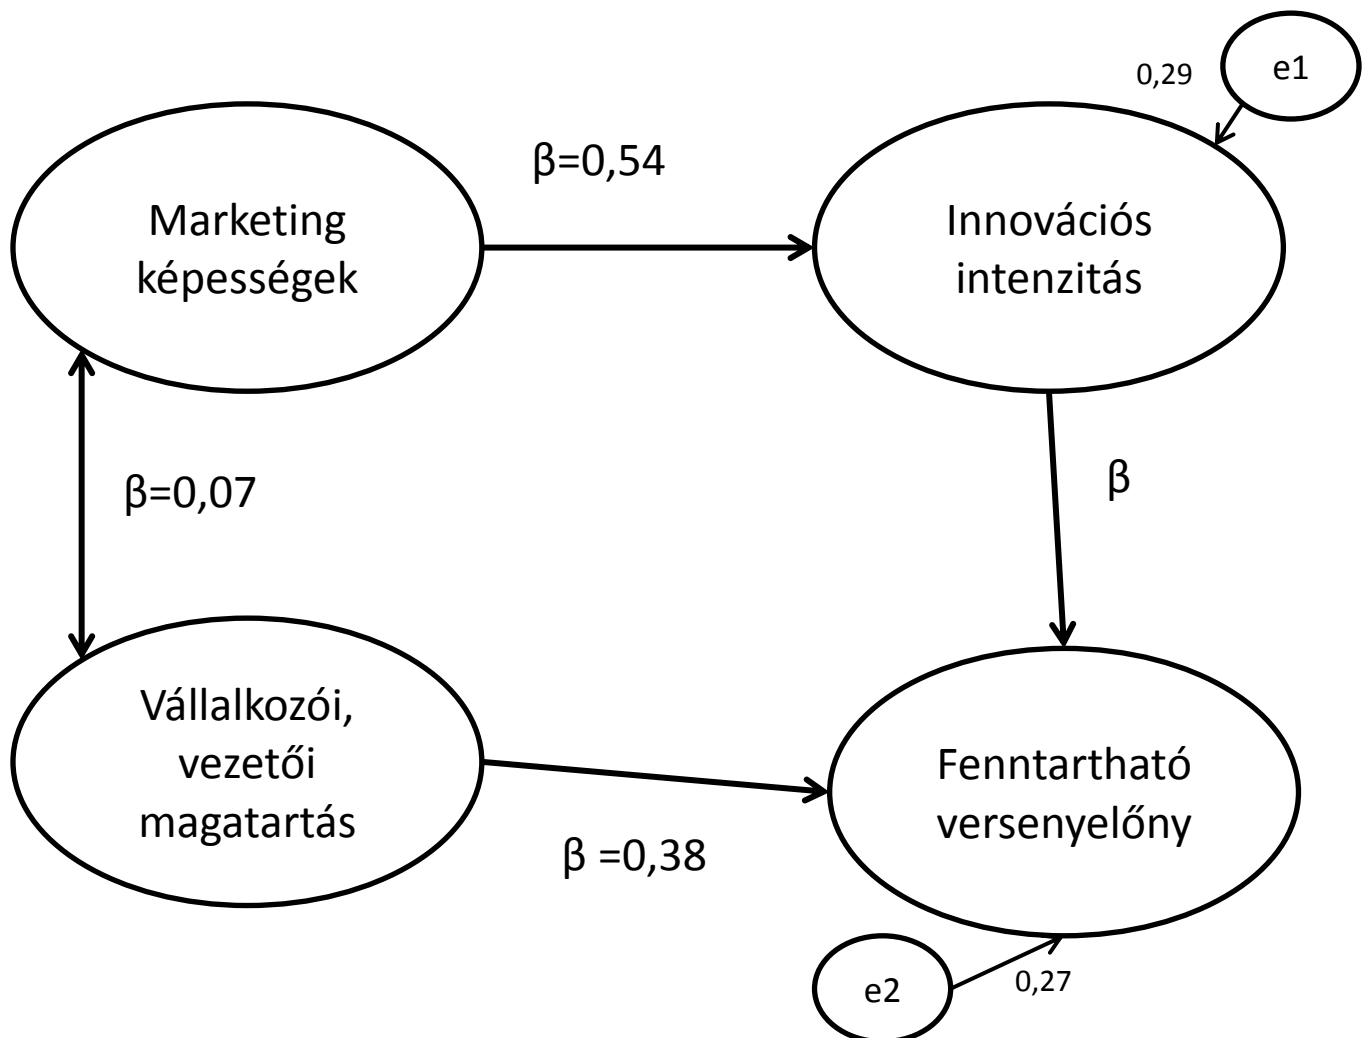 e1
0,29
β=0,54
Marketing
képességek
Innovációs
intenzitás
β=0,07
β
Vállalkozói,
vezetői
magatartás
Fenntartható
versenyelőny
β =0,38
e2
0,27